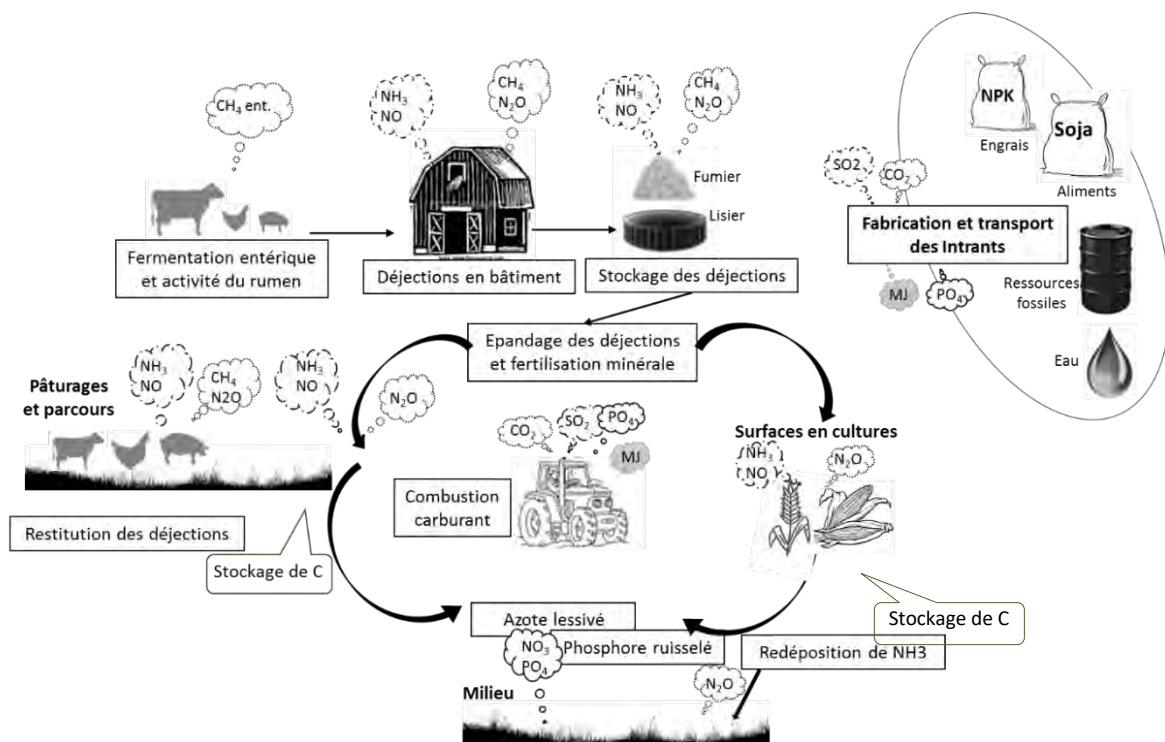 CH4 ent.
Fermentation entérique
et activité du rumen
NH3
NO
CH4
N2O
Déjections en bâtiment
NH3
NO
CH4
N2O
Fumier
Lisier
Stockage des déjections
NPK
Engrais
Soja
Aliments
SO2
CO2
Fabrication et transport
des Intrants
MJ
PO4
Ressources
fossiles
Eau
Epandage des déjections
et fertilisation minérale
Pâturages
et parcours
NH3
NO
CH4
N2O
NH3
NO
N2O
Restitution des déjections
Stockage de C
CO2
SO2
PO4
MJ
Combustion
carburant
Surfaces en cultures
NH3
NO
N2O
Stockage de C
Azote lessivé
Phosphore ruisselé
NO3
PO4
Redéposition de NH3
N2O
Milieu